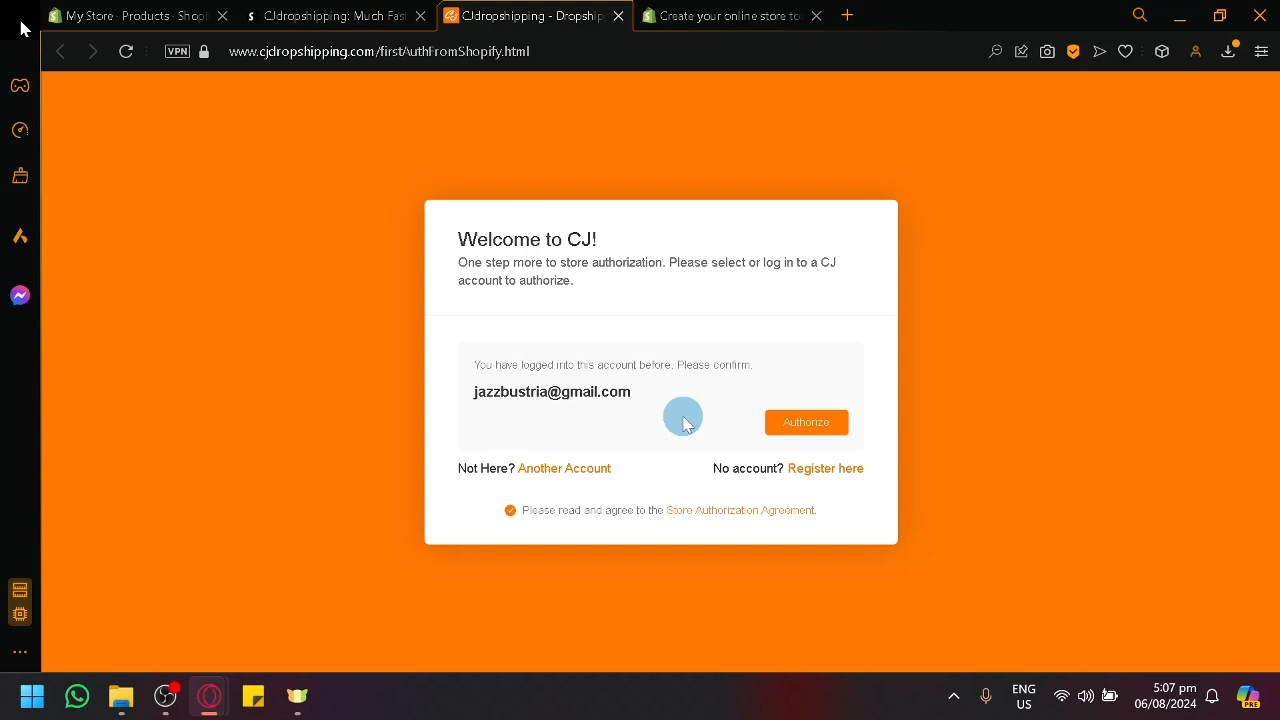 My Store · Products · Shopi
CJdropshipping: Much Fast
CJdropshipping - Dropship
Create your online store to
VPN
www.cjdropshipping.com/first/AuthFromShopify.html
Welcome to CJ!
One step more to store authorization. Please select or log in to a CJ
account to authorize.
You have logged into this account before. Please confirm.
jazzbustria@gmail.com
Authorize
Not Here? Another Account
No account? Register here
Please read and agree to the Store Authorization Agreement.
ENG
US
5:07 pm
06/08/2024
PRE